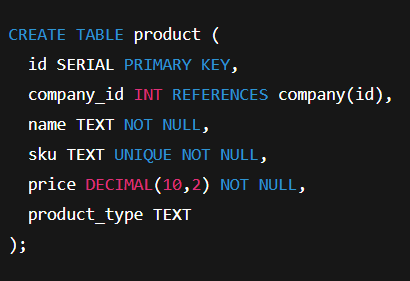 CREATE TABLE product (
  id SERIAL PRIMARY KEY,
  company_id INT REFERENCES company(id),
  name TEXT NOT NULL,
  sku TEXT UNIQUE NOT NULL,
  price DECIMAL(10,2) NOT NULL,
  product_type TEXT
);